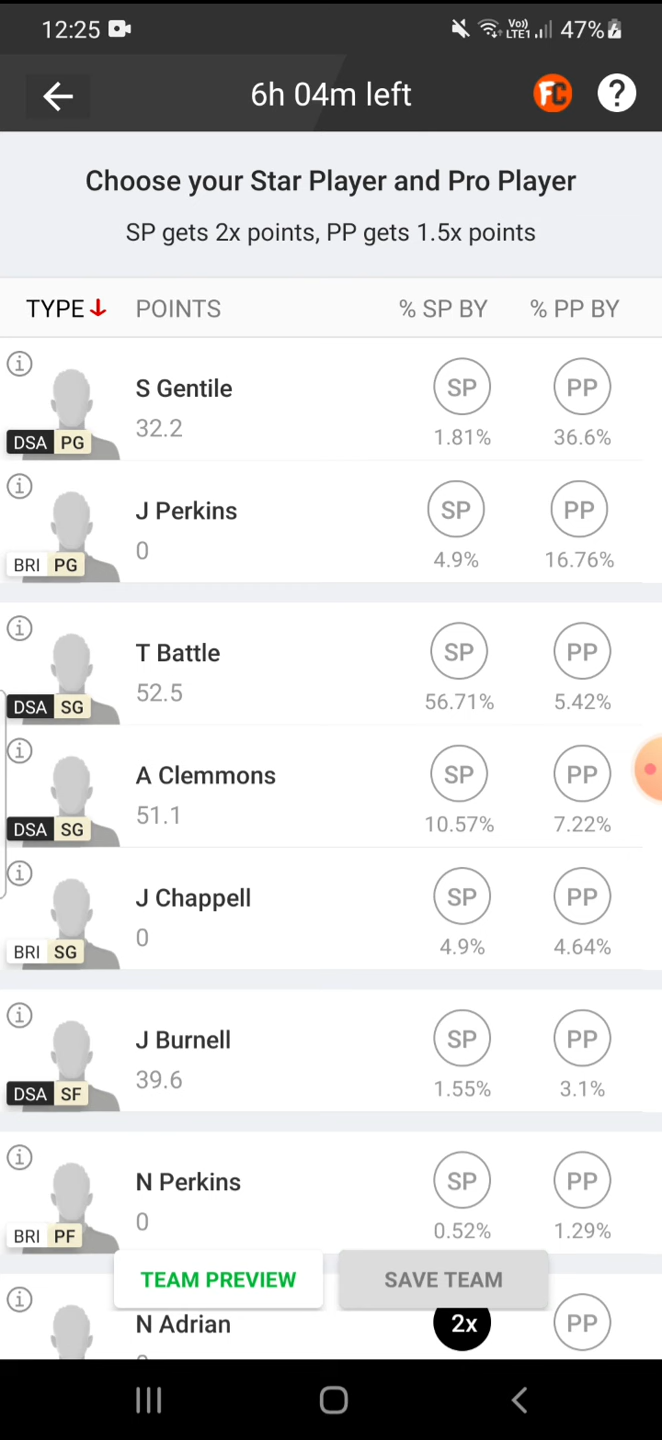 12:25 Vo)) LTE1 47%
6h 04m left FC ?
Choose your Star Player and Pro Player
SP gets 2x points, PP gets 1.5x points
TYPE POINTS % SP BY % PP BY
S Gentile SP PP
32.2 1.81% 36.6%
DSA PG
J Perkins SP PP
0 4.9% 16.76%
BRI PG
T Battle SP PP
52.5 56.71% 5.42%
DSA SG
A Clemmons SP PP
51.1 10.57% 7.22%
DSA SG
J Chappell SP PP
0 4.9% 4.64%
BRI SG
J Burnell SP PP
39.6 1.55% 3.1%
DSA SF
N Perkins SP PP
0 0.52% 1.29%
BRI PF
TEAM PREVIEW SAVE TEAM
N Adrian 2x PP